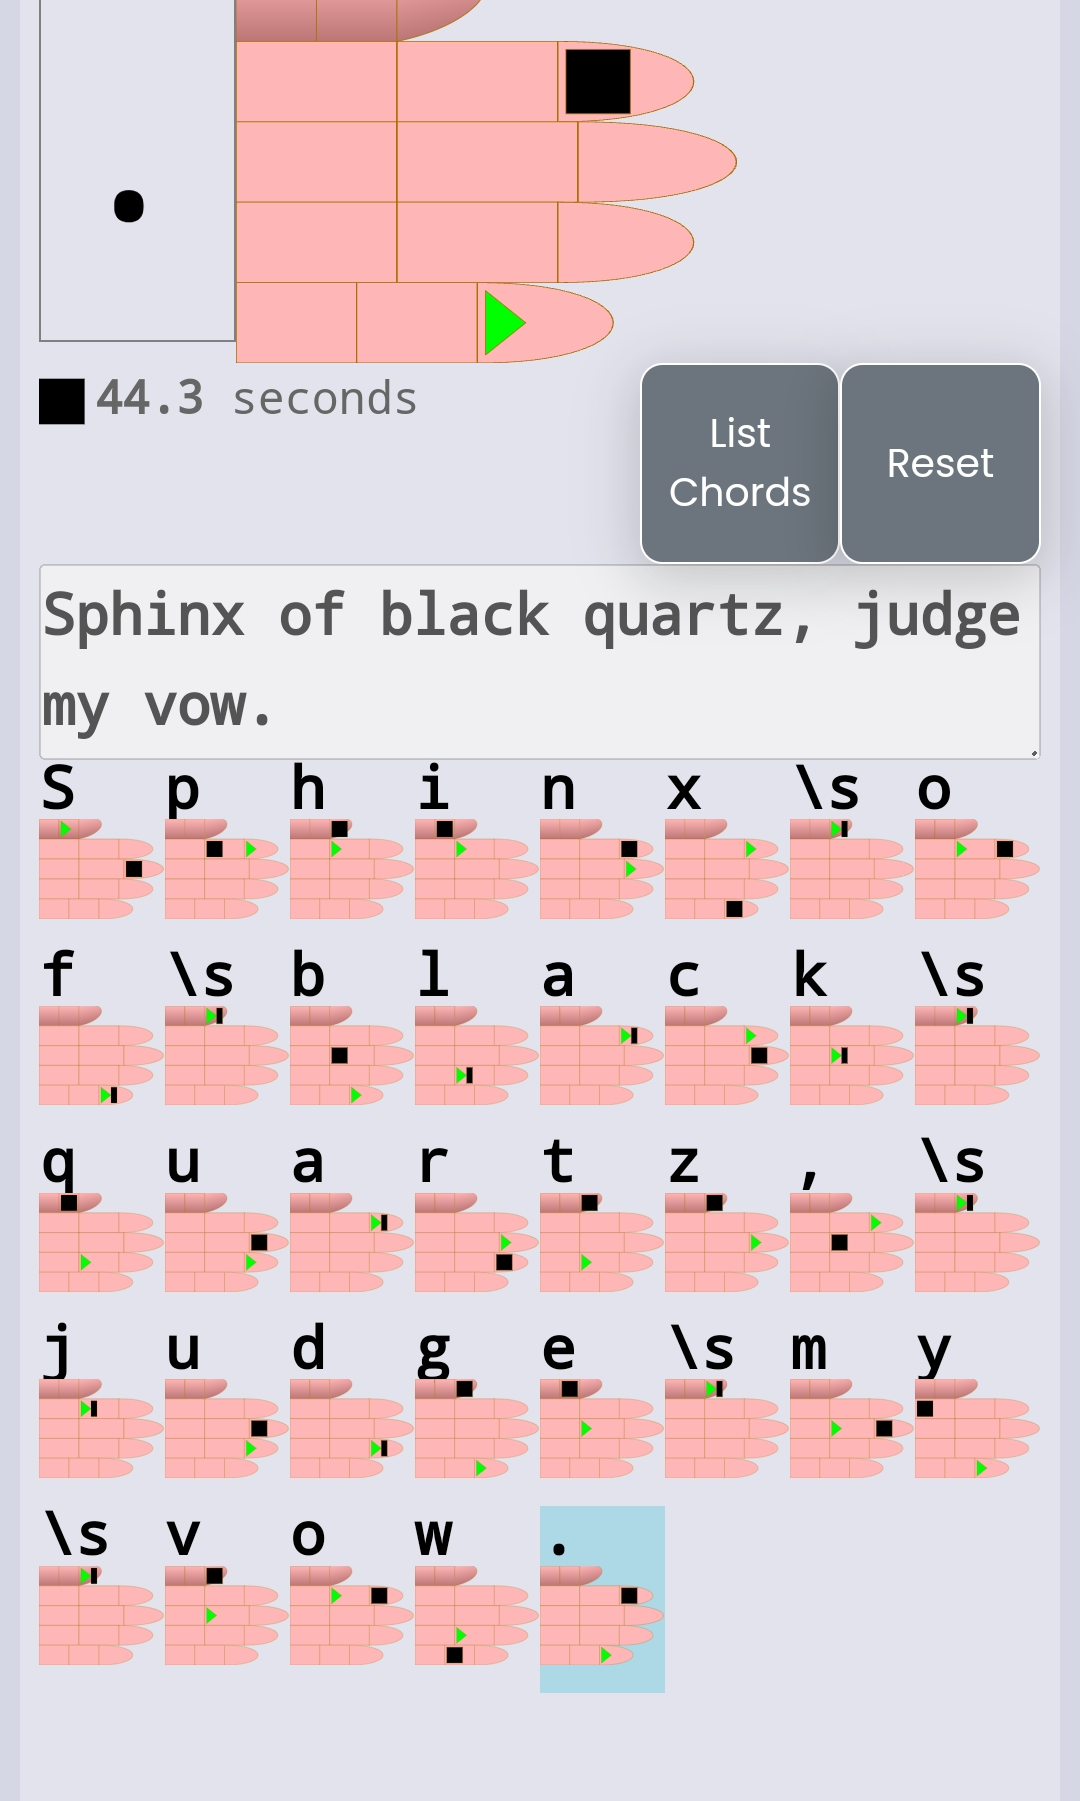 .
44.3 seconds
List
Chords
Reset
Sphinx of black quartz, judge
my vow.
S p h i n x \s o
f \s b l a c k \s
q u a r t z , \s
j u d g e \s m y
\s v o w .